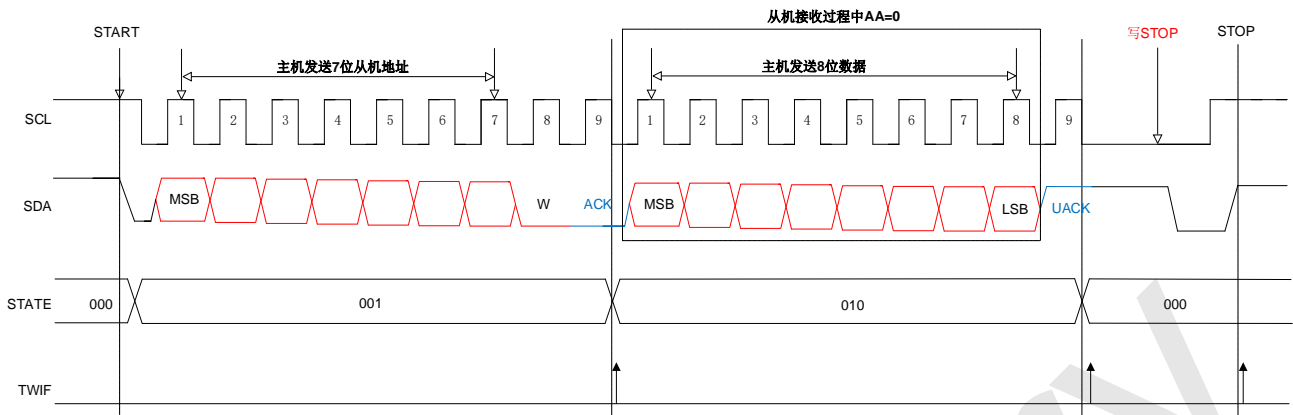 从机接收过程中AA=0
START
写STOP
STOP
主机发送7位从机地址
主机发送8位数据
SCL
1 2 3 4 5 6 7 8 9 1 2 3 4 5 6 7 8 9
SDA
MSB
W
ACK
MSB
LSB
UACK
STATE
000
001
010
000
TWIF